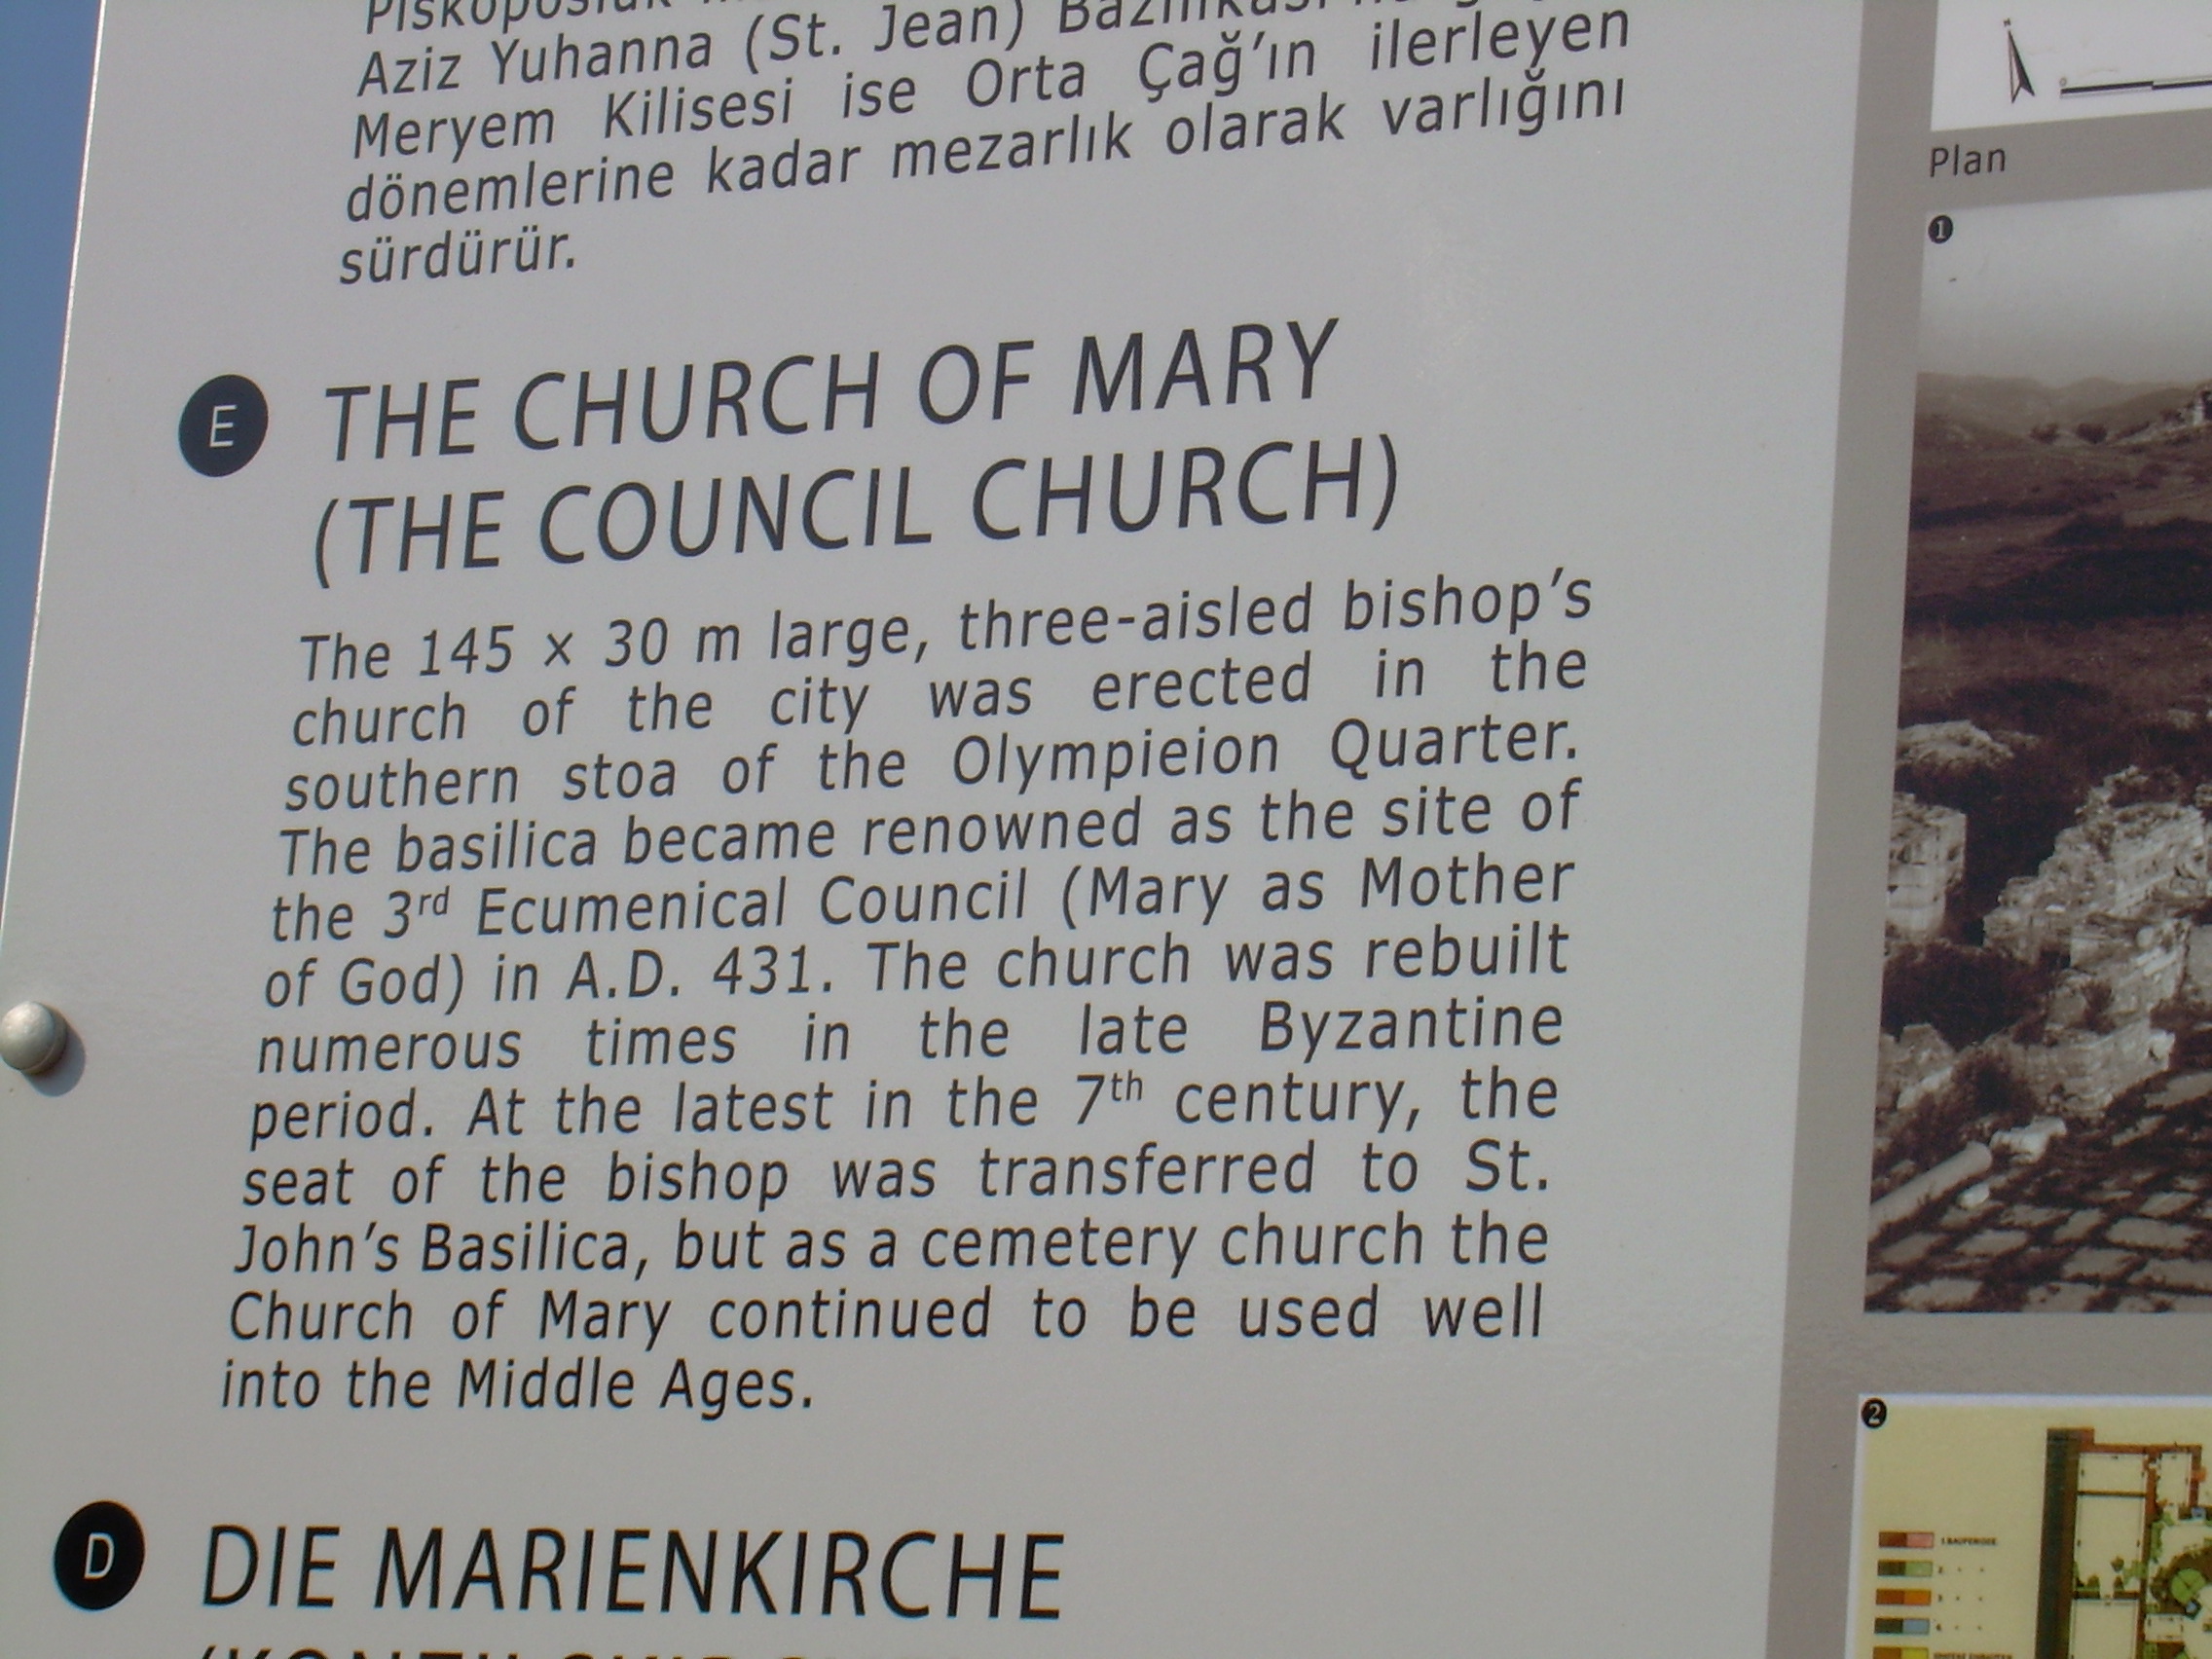 Aziz Yuhanna (St. Jean)
Meryem Kilisesi ise Orta Çağ'ın ilerleyen
dönemlerine kadar mezarlık olarak varlığını
sürdürür.
E THE CHURCH OF MARY
(THE COUNCIL CHURCH)
The 145 × 30 m large, three-aisled bishop's
church of the city was erected in the
southern stoa of the Olympieion Quarter.
The basilica became renowned as the site of
the 3rd Ecumenical Council (Mary as Mother
of God) in A.D. 431. The church was rebuilt
numerous times in the late Byzantine
period. At the latest in the 7th century, the
seat of the bishop was transferred to St.
John's Basilica, but as a cemetery church the
Church of Mary continued to be used well
into the Middle Ages.
D DIE MARIENKIRCHE
Plan
1
2